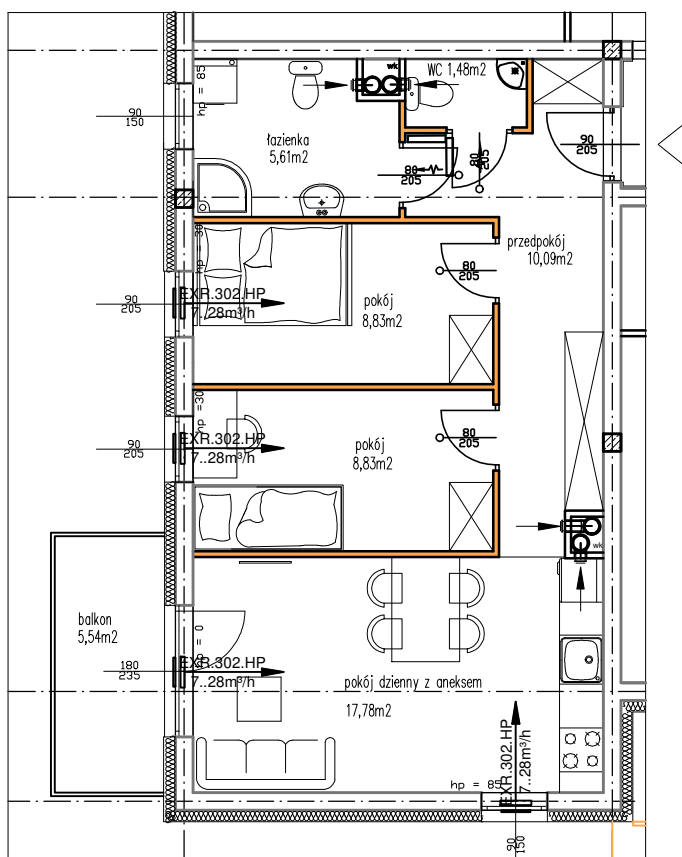 hp = 85
wk
WC 1,48m2
90
150
łazienka
5,61m2
80
205
80
205
90
205
hp = 30
przedpokój
10,09m2
80
205
90
205
EXR.302.HP
7..28m³/h
pokój
8,83m2
hp =30
80
205
90
205
EXR.302.HP
7..28m³/h
pokój
8,83m2
wk
balkon
5,54m2
hp = 0
180
235
EXR.302.HP
7..28m³/h
pokój dzienny z aneksem
17,78m2
hp = 85
EXR.302.HP
7..28m³/h
90
150